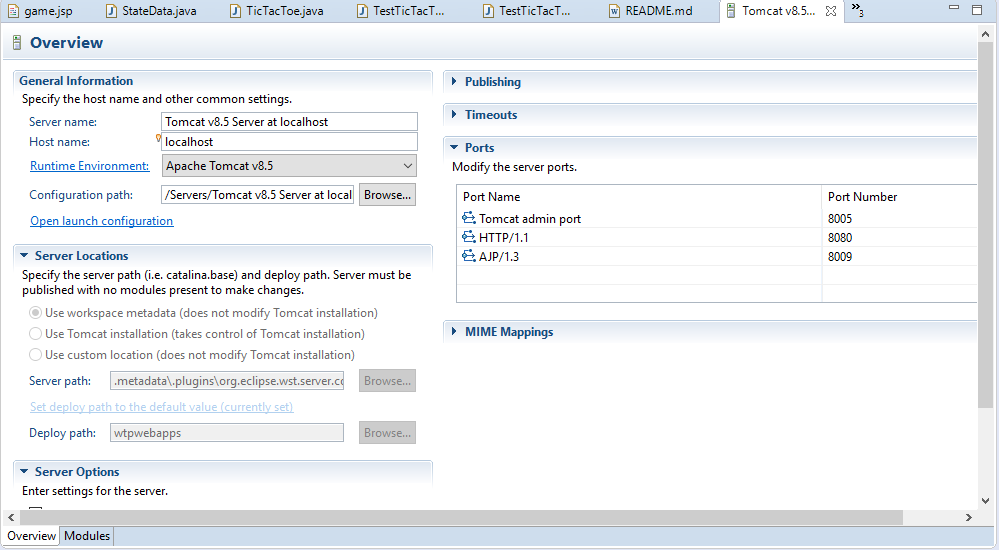 game.jsp StateData.java TicTacToe.java TestTicTacT... TestTicTacT... README.md Tomcat v8.5... »3
Overview
General Information
Specify the host name and other common settings.
Server name: Tomcat v8.5 Server at localhost
Host name: localhost
Runtime Environment: Apache Tomcat v8.5
Configuration path: /Servers/Tomcat v8.5 Server at local Browse...
Open launch configuration
Server Locations
Specify the server path (i.e. catalina.base) and deploy path. Server must be
published with no modules present to make changes.
Use workspace metadata (does not modify Tomcat installation)
Use Tomcat installation (takes control of Tomcat installation)
Use custom location (does not modify Tomcat installation)
Server path: .metadata\.plugins\org.eclipse.wst.server.co Browse...
Set deploy path to the default value (currently set)
Deploy path: wtpwebapps Browse...
Server Options
Enter settings for the server.
Publishing
Timeouts
Ports
Modify the server ports.
Port Name Port Number
Tomcat admin port 8005
HTTP/1.1 8080
AJP/1.3 8009
MIME Mappings
Overview Modules